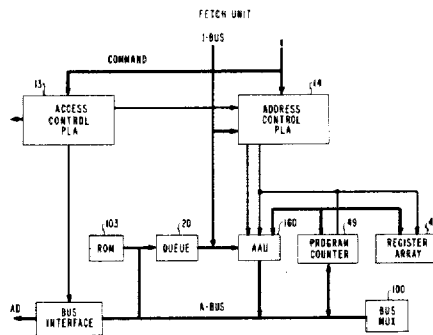 FETCH UNIT
I-BUS
COMMAND
13
ACCESS
CONTROL
PLA
14
ADDRESS
CONTROL
PLA
103
ROM
20
QUEUE
160
AAU
49
PROGRAM
COUNTER
REGISTER
ARRAY
A-BUS
100
BUS
MUX
AD
BUS
INTERFACE